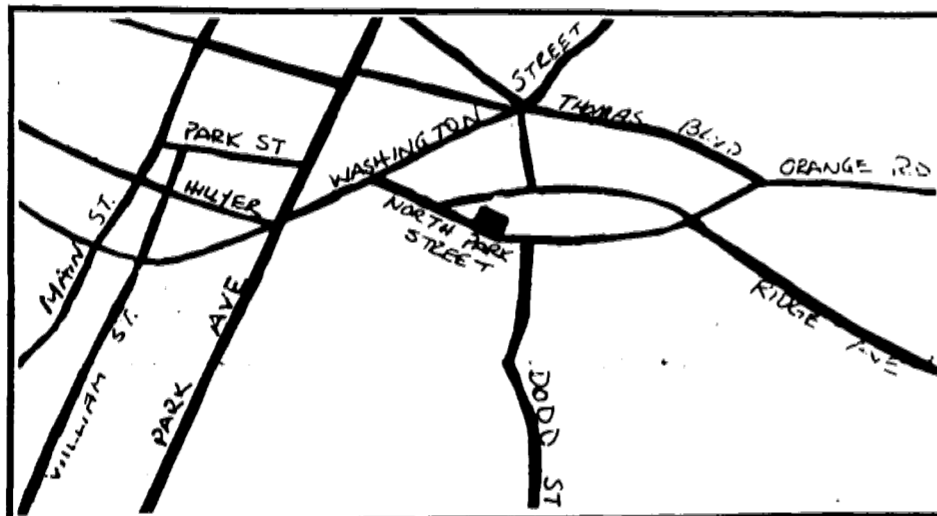 STREET
THOMAS BLVD
WASHINGTON
PARK ST
ORANGE RD
HILLYER
NORTH PARK
STREET
MAIN ST.
RIDGE AVE
PARK AVE
WILLIAM ST.
DODD ST